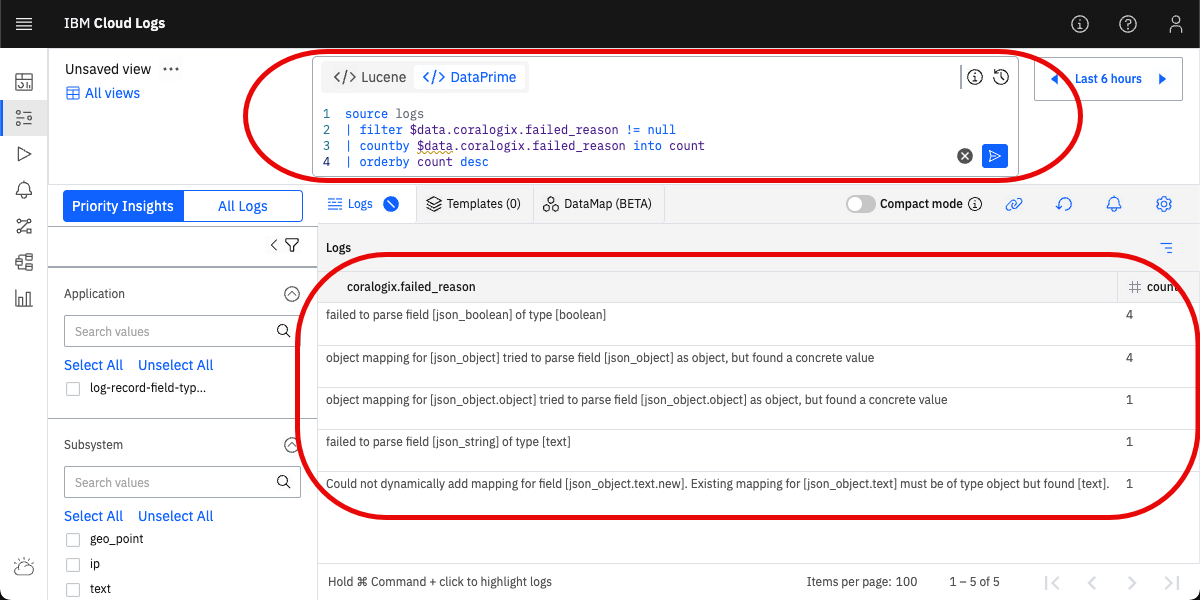 IBM Cloud Logs
Unsaved view ...
All views
</> Lucene </> DataPrime
Last 6 hours
1 source logs
2 | filter $data.coralogix.failed_reason != null
3 | countby $data.coralogix.failed_reason into count
4 | orderby count desc
Priority Insights All Logs
Logs Templates (0) DataMap (BETA) Compact mode
Logs
Application
Search values
Select All Unselect All
log-record-field-typ...
Subsystem
Search values
Select All Unselect All
geo_point
ip
text
coralogix.failed_reason # count
failed to parse field [json_boolean] of type [boolean] 4
object mapping for [json_object] tried to parse field [json_object] as object, but found a concrete value 4
object mapping for [json_object.object] tried to parse field [json_object.object] as object, but found a concrete value 1
failed to parse field [json_string] of type [text] 1
Could not dynamically add mapping for field [json_object.text.new]. Existing mapping for [json_object.text] must be of type object but found [text]. 1
Hold ⌘ Command + click to highlight logs Items per page: 100 1 – 5 of 5